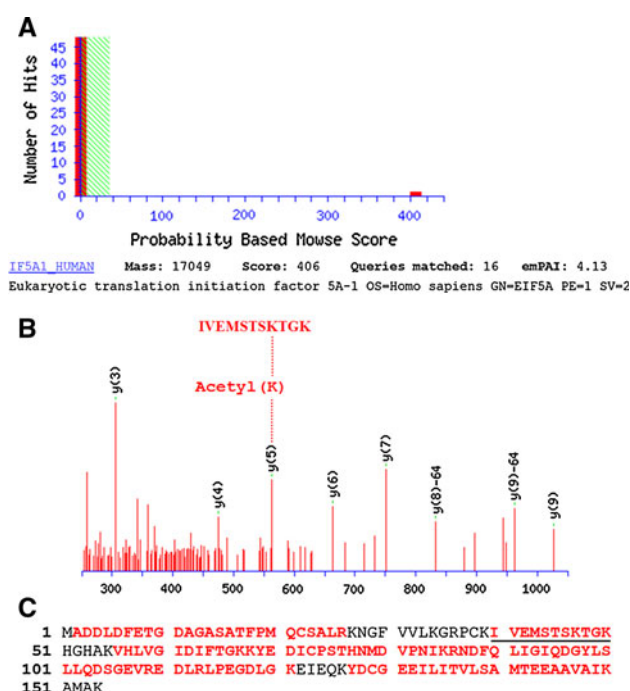 A
Number of Hits
45
40
35
30
25
20
15
10
5
0
0 100 200 300 400
Probability Based Mowse Score
IF5A1_HUMAN Mass: 17049 Score: 406 Queries matched: 16 emPAI: 4.13
Eukaryotic translation initiation factor 5A-1 OS=Homo sapiens GN=EIF5A PE=1 SV=2
B
IVEMSTSKTGK
Acetyl(K)
y(3)
y(4)
y(5)
y(6)
y(7)
y(8)-64
y(9)-64
y(9)
300 400 500 600 700 800 900 1000
C
1 MADDLDFETG DAGASATFPM QCSALRKNGF VVLKGRPCKI VEMSTSKTGK
51 HGHAKVHLVG IDIFTGKKYE DICPSTHNMD VPNIKRNDFQ LIGIQDGYLS
101 LLQDSGEVRE DLRLPEGDLG KEIEQKYDCG EEILITVLSA MTEEAAVAIK
151 AMAK